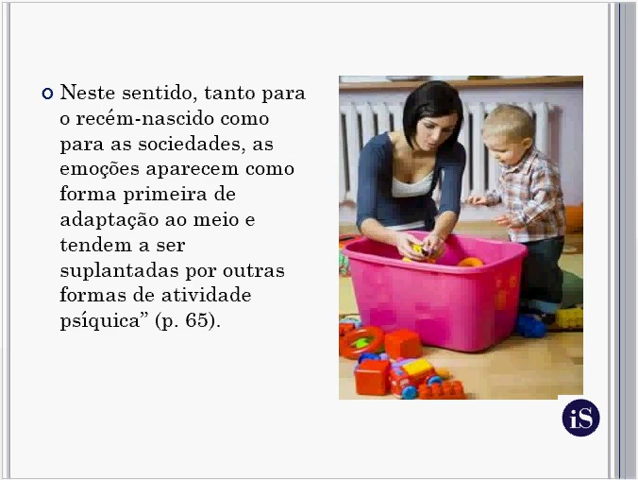 Neste sentido, tanto para
o recém-nascido como
para as sociedades, as
emoções aparecem como
forma primeira de
adaptação ao meio e
tendem a ser
suplantadas por outras
formas de atividade
psíquica” (p. 65).
iS